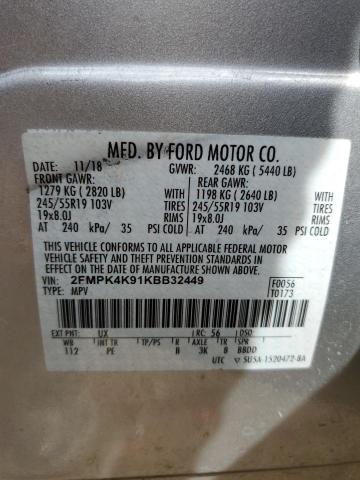 MFD. BY FORD MOTOR CO.
DATE: 11/18 GVWR: 2468 KG ( 5440 LB)
FRONT GAWR: REAR GAWR:
1279 KG ( 2820 LB) 1198 KG ( 2640 LB)
245/55R19 103V TIRES 245/55R19 103V TIRES
19x8.0J RIMS 19x8.0J RIMS
AT 240 kPa/ 35 PSI COLD AT 240 kPa/ 35 PSI COLD
THIS VEHICLE CONFORMS TO ALL APPLICABLE FEDERAL MOTOR
VEHICLE SAFETY AND THEFT PREVENTION STANDARDS IN EFFECT
ON THE DATE OF MANUFACTURE SHOWN ABOVE.
VIN: 2FMPK4K91KBB32449 F0056
TYPE: MPV T0173
EXT PNT: UX RC: 56 DSO:
WB INT TR TP/PS R AXLE TR SPR
112 PE B 3K 8 BBDD
UTC 5U5A-1520472-BA